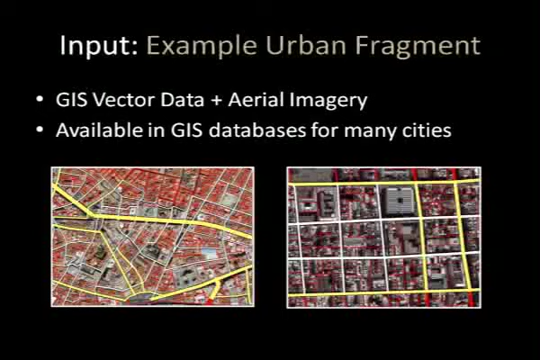 Input: Example Urban Fragment
• GIS Vector Data + Aerial Imagery
• Available in GIS databases for many cities